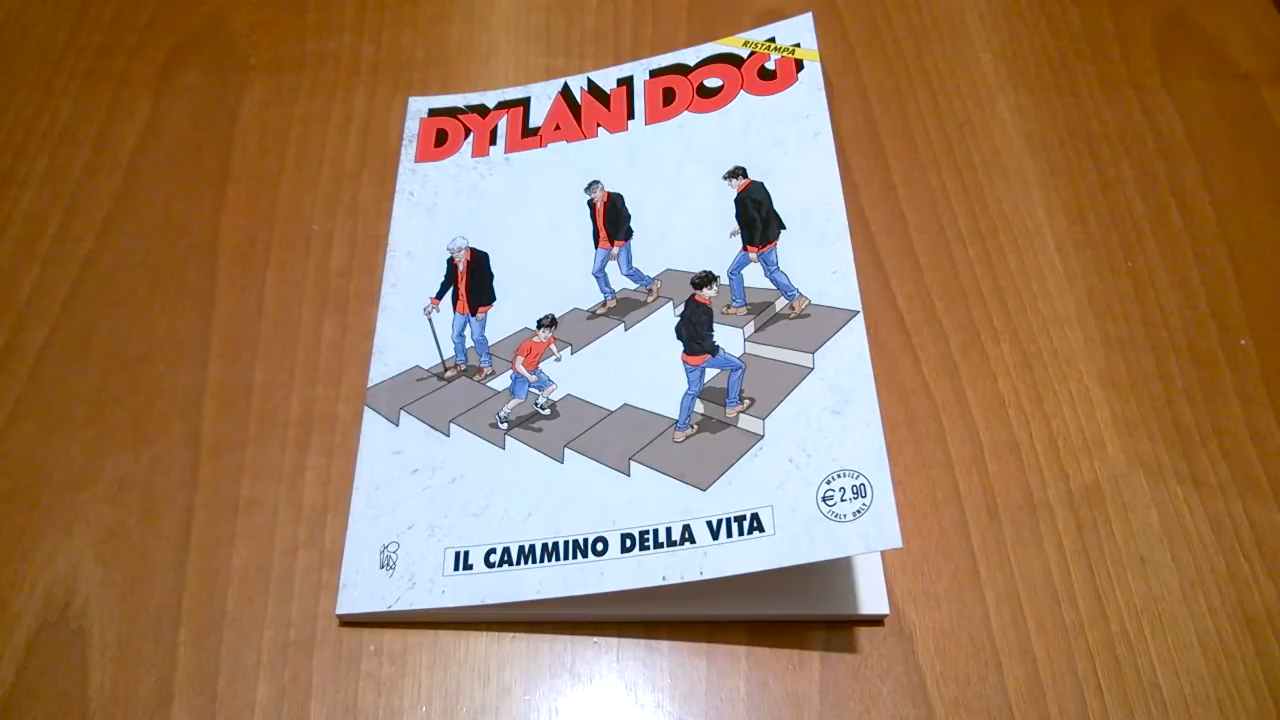 RISTAMPA
DYLAN DOG
MENSILE
€ 2,90
ITALY ONLY
IL CAMMINO DELLA VITA